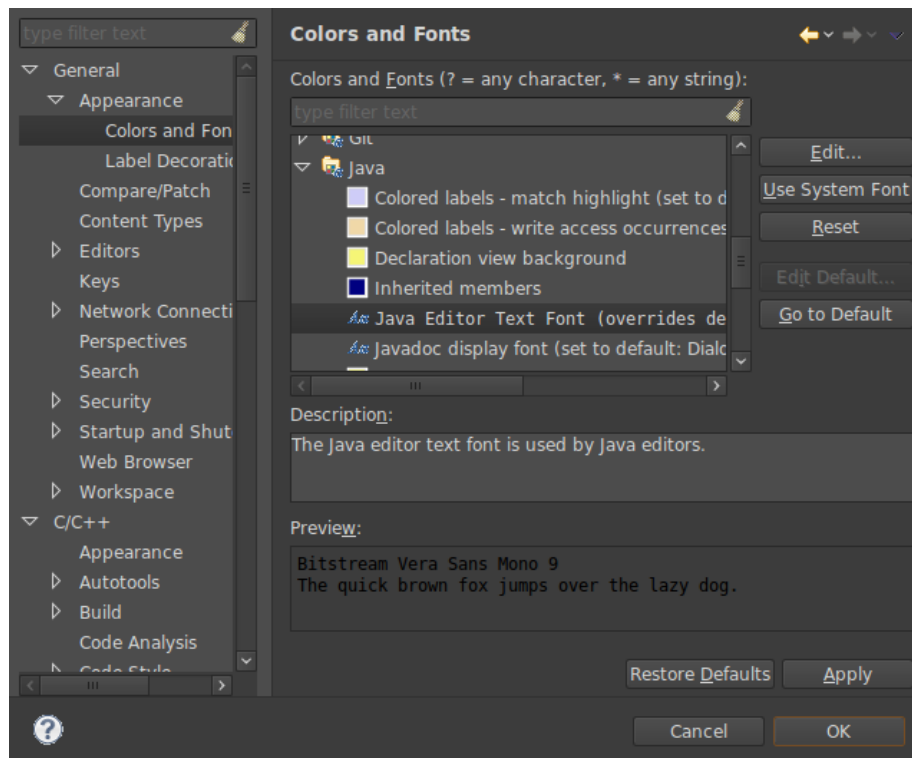 type filter text
General
Appearance
Colors and Fon
Label Decoratic
Compare/Patch
Content Types
Editors
Keys
Network Connecti
Perspectives
Search
Security
Startup and Shut
Web Browser
Workspace
C/C++
Appearance
Autotools
Build
Code Analysis
Code Style
Colors and Fonts
Colors and Fonts (? = any character, * = any string):
type filter text
Git
Java
Colored labels - match highlight (set to d
Colored labels - write access occurrences
Declaration view background
Inherited members
Java Editor Text Font (overrides de
Javadoc display font (set to default: Dialc
Edit...
Use System Font
Reset
Edit Default...
Go to Default
Description:
The Java editor text font is used by Java editors.
Preview:
Bitstream Vera Sans Mono 9
The quick brown fox jumps over the lazy dog.
Restore Defaults
Apply
Cancel
OK